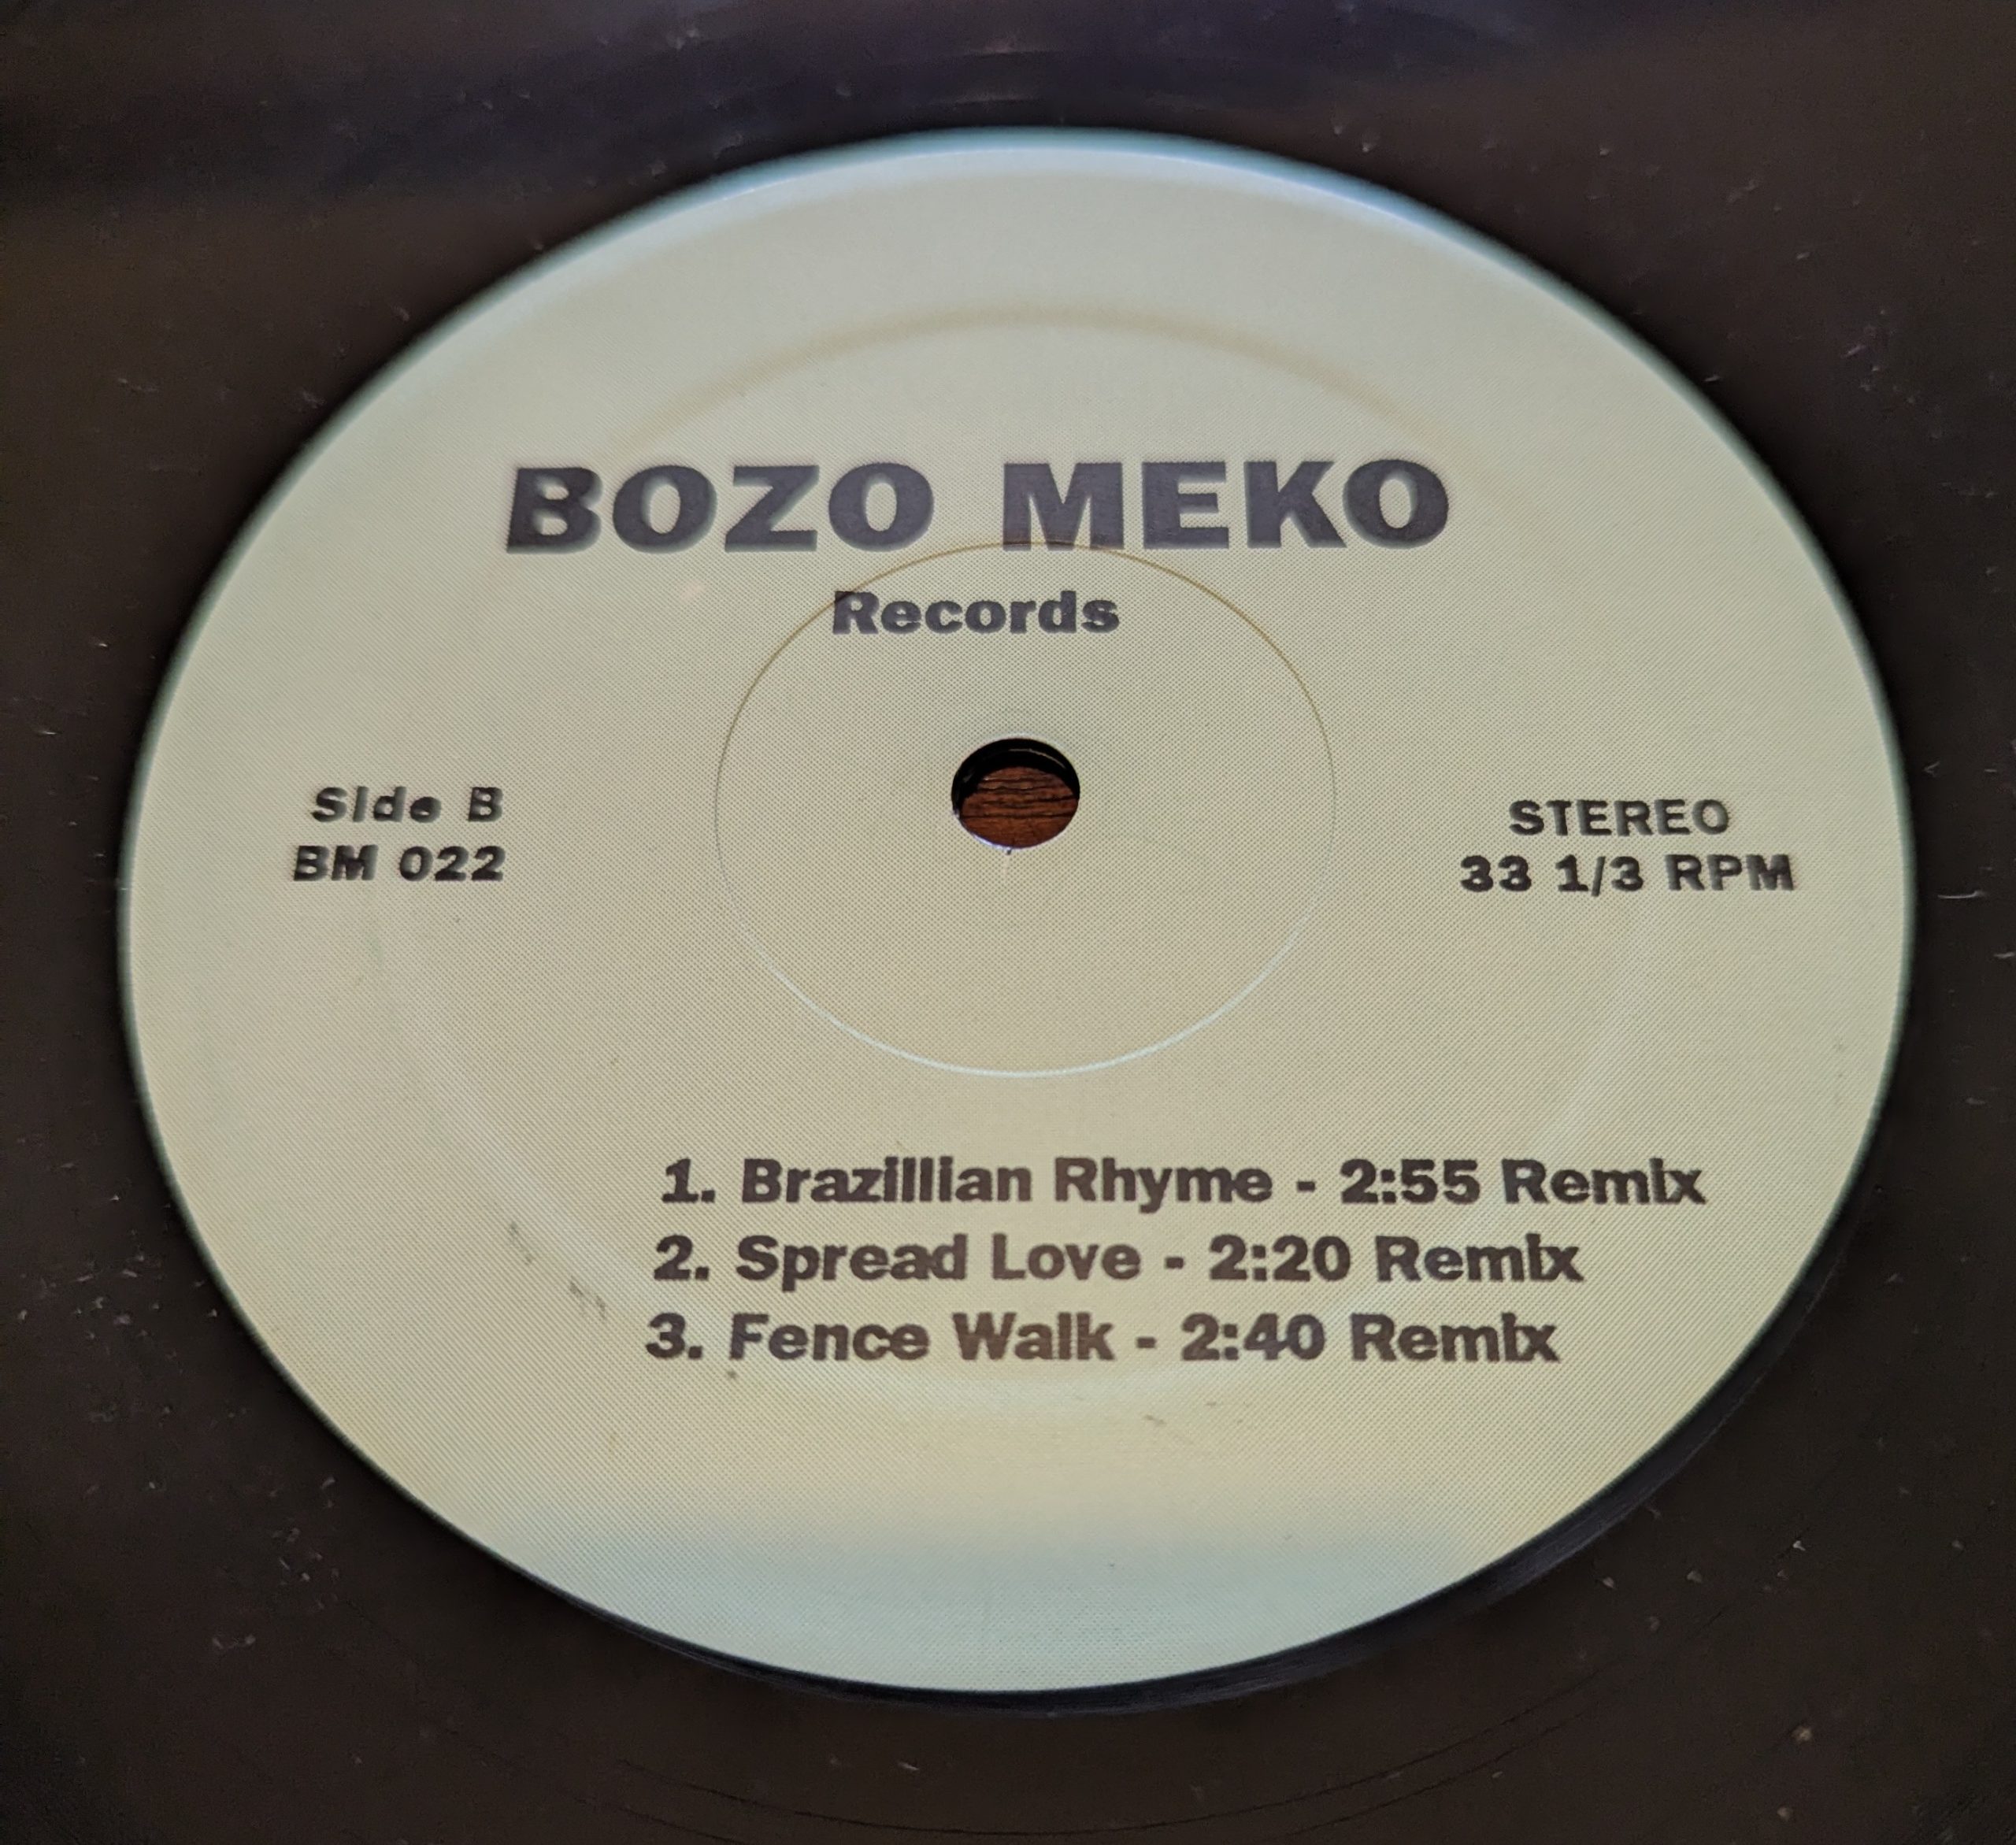 BOZO MEKO
Records
Side B
BM 022
STEREO
33 1/3 RPM
1. Brazillian Rhyme - 2:55 Remix
2. Spread Love - 2:20 Remix
3. Fence Walk - 2:40 Remix